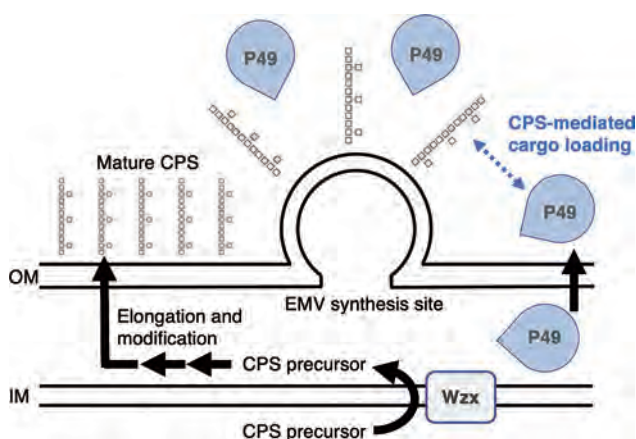 P49
P49
CPS-mediated
cargo loading
Mature CPS
P49
OM
EMV synthesis site
Elongation and
modification
P49
CPS precursor
IM
Wzx
CPS precursor